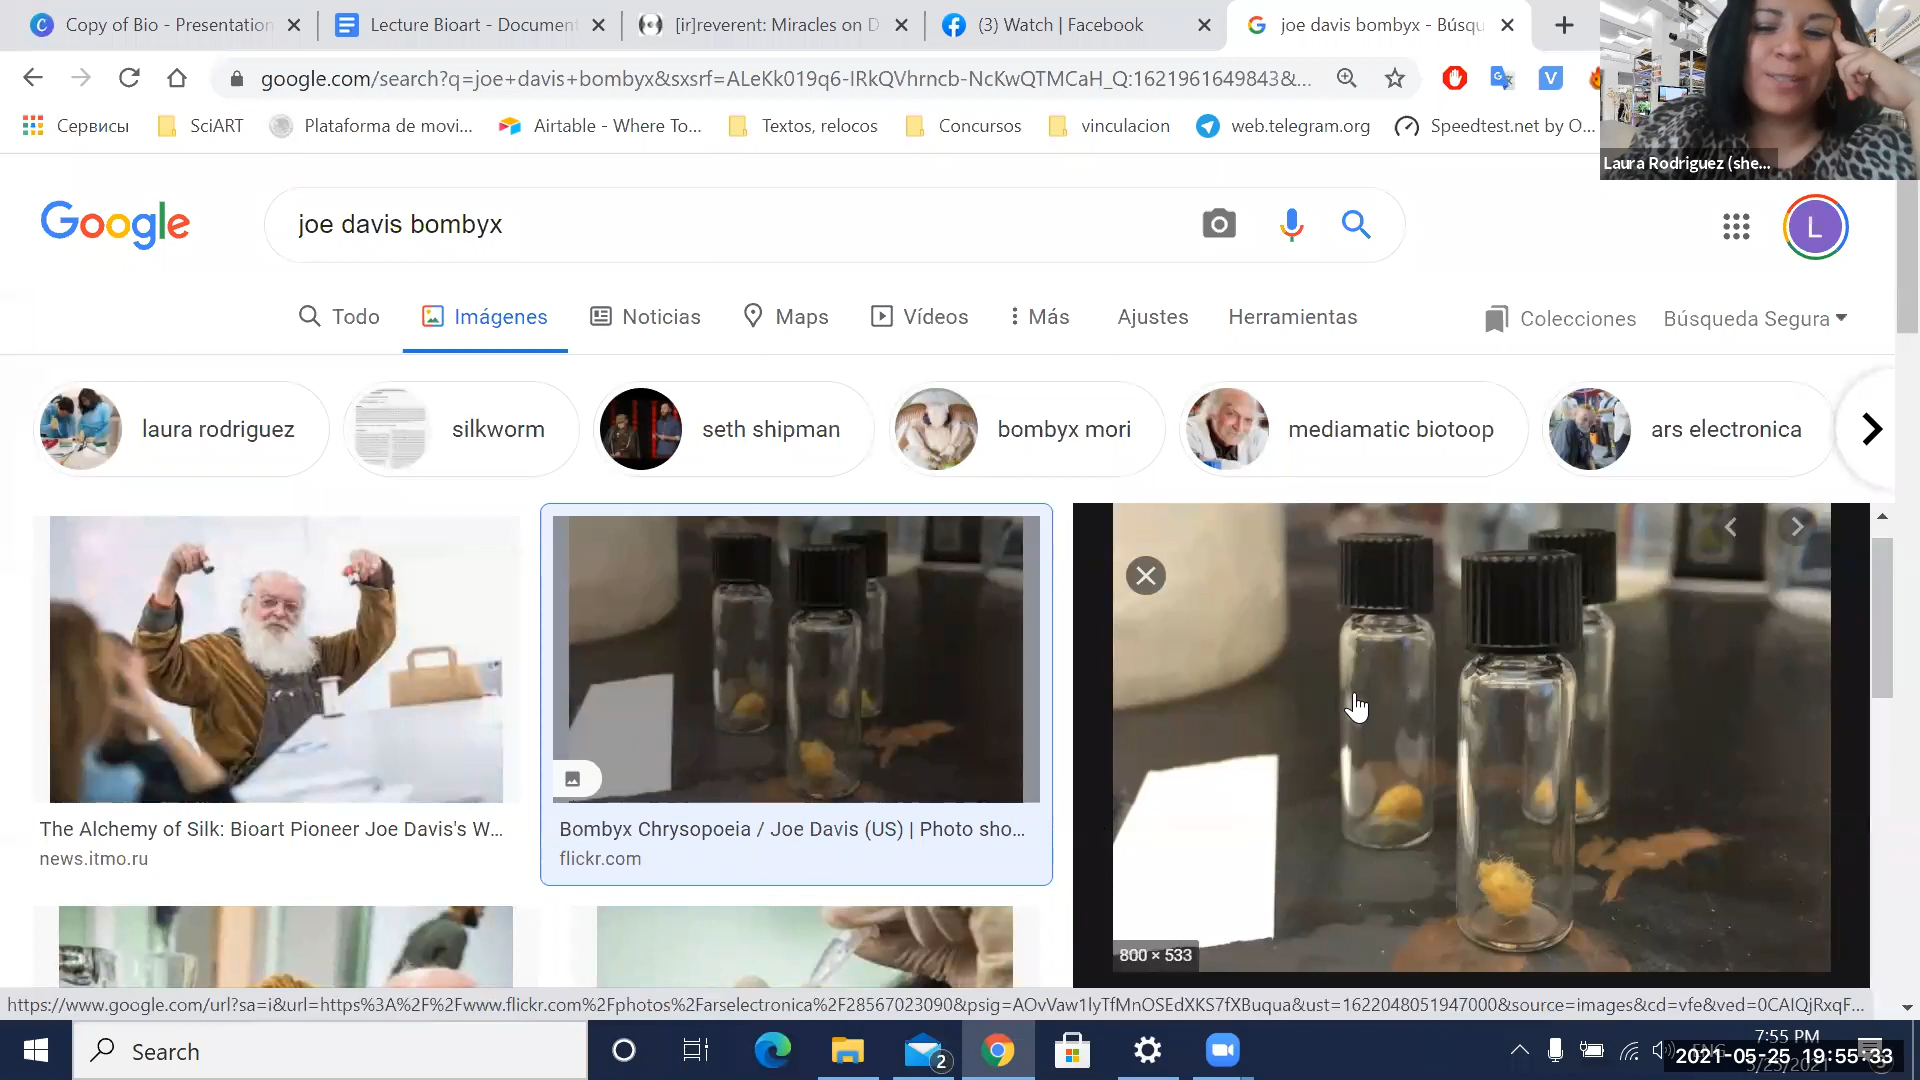 Copy of Bio - Presentation
Lecture Bioart - Document
[ir]reverent: Miracles on D
(3) Watch | Facebook
joe davis bombyx - Búsqu
google.com/search?q=joe+davis+bombyx&sxsrf=ALeKk019q6-IRkQVhrncb-NcKwQTMCaH_Q:1621961649843&...
Сервисы
SciART
Plataforma de movi...
Airtable - Where To...
Textos, relocos
Concursos
vinculacion
web.telegram.org
Speedtest.net by O...
Laura Rodriguez (she...
Google
joe davis bombyx
L
Todo
Imágenes
Noticias
Maps
Vídeos
Más
Ajustes
Herramientas
Colecciones
Búsqueda Segura
laura rodriguez
silkworm
seth shipman
bombyx mori
mediamatic biotoop
ars electronica
The Alchemy of Silk: Bioart Pioneer Joe Davis's W...
news.itmo.ru
Bombyx Chrysopoeia / Joe Davis (US) | Photo sho...
flickr.com
800 × 533
https://www.google.com/url?sa=i&url=https%3A%2F%2Fwww.flickr.com%2Fphotos%2Farselectronica%2F28567023090&psig=AOvVaw1lyTfMnOSEdXKS7fXBuqua&ust=1622048051947000&source=images&cd=vfe&ved=0CAIQjRxqF...
Search
2
7:55 PM
2021-05-25 19:55:33